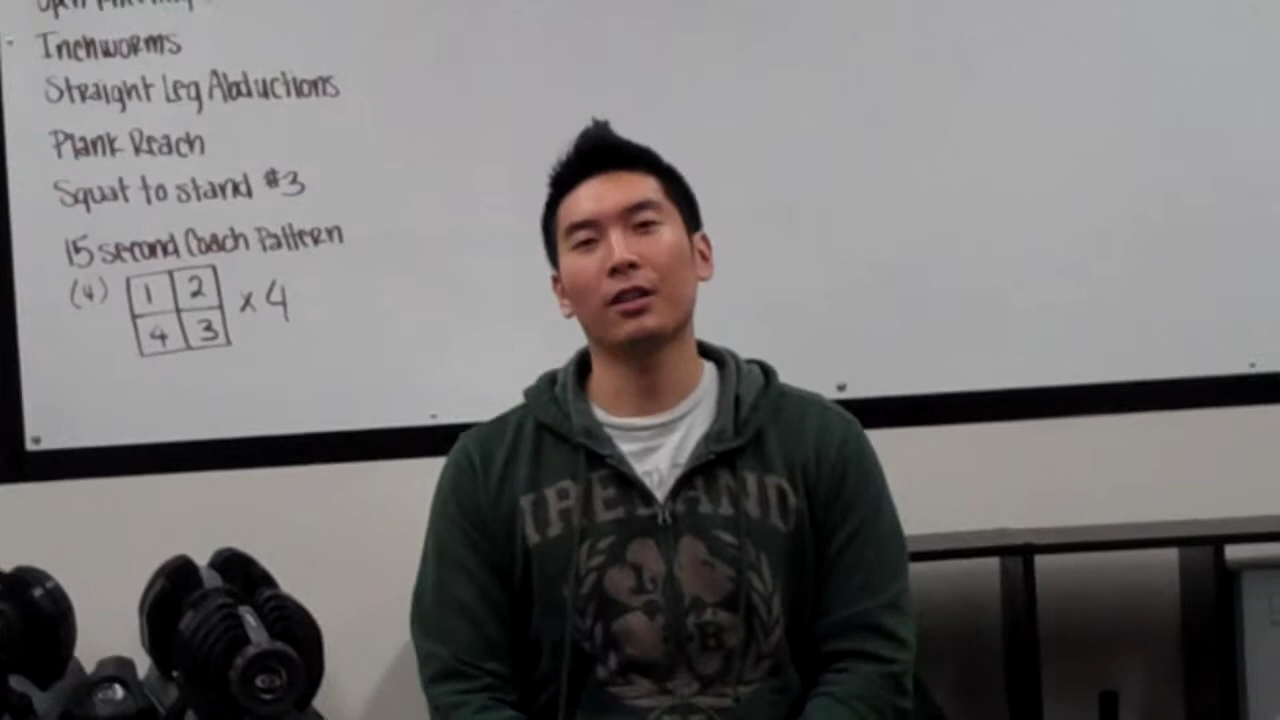 Inchworms
Straight Leg Abductions
Plank Reach
Squat to stand #3
15 second Coach Pattern
(4) 1 2 x 4
4 3
IRELAND